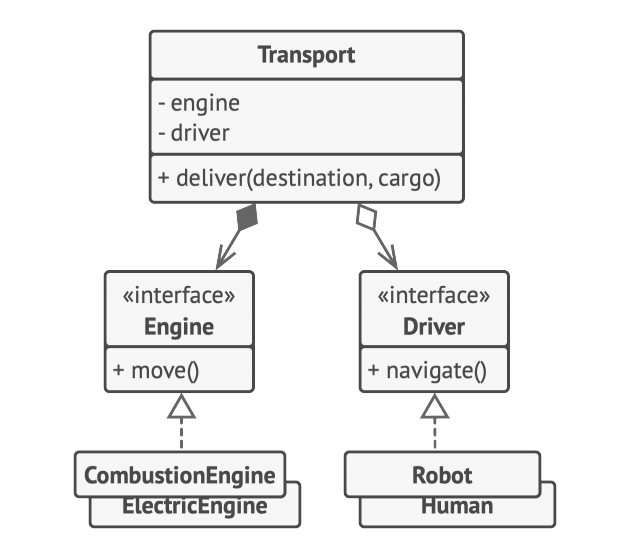 Transport
- engine
- driver
+ deliver(destination, cargo)
«interface»
Engine
+ move()
«interface»
Driver
+ navigate()
CombustionEngine
ElectricEngine
Robot
Human